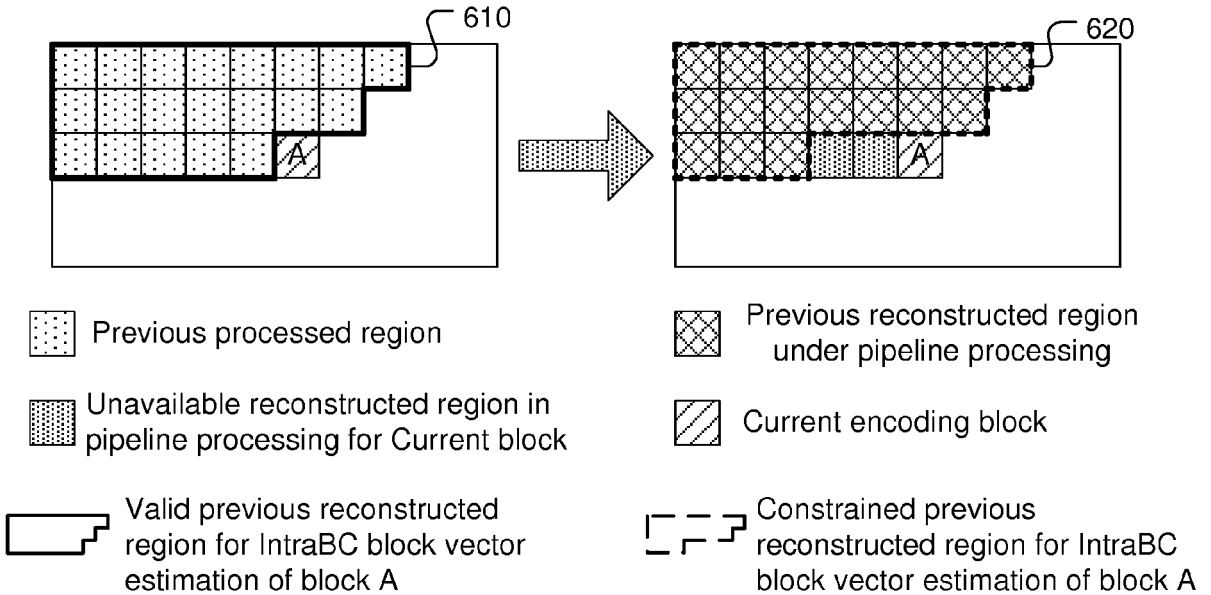 610
620
A
A
Previous processed region
Previous reconstructed region
under pipeline processing
Unavailable reconstructed region in
pipeline processing for Current block
Current encoding block
Valid previous reconstructed
region for IntraBC block vector
estimation of block A
Constrained previous
reconstructed region for IntraBC
block vector estimation of block A